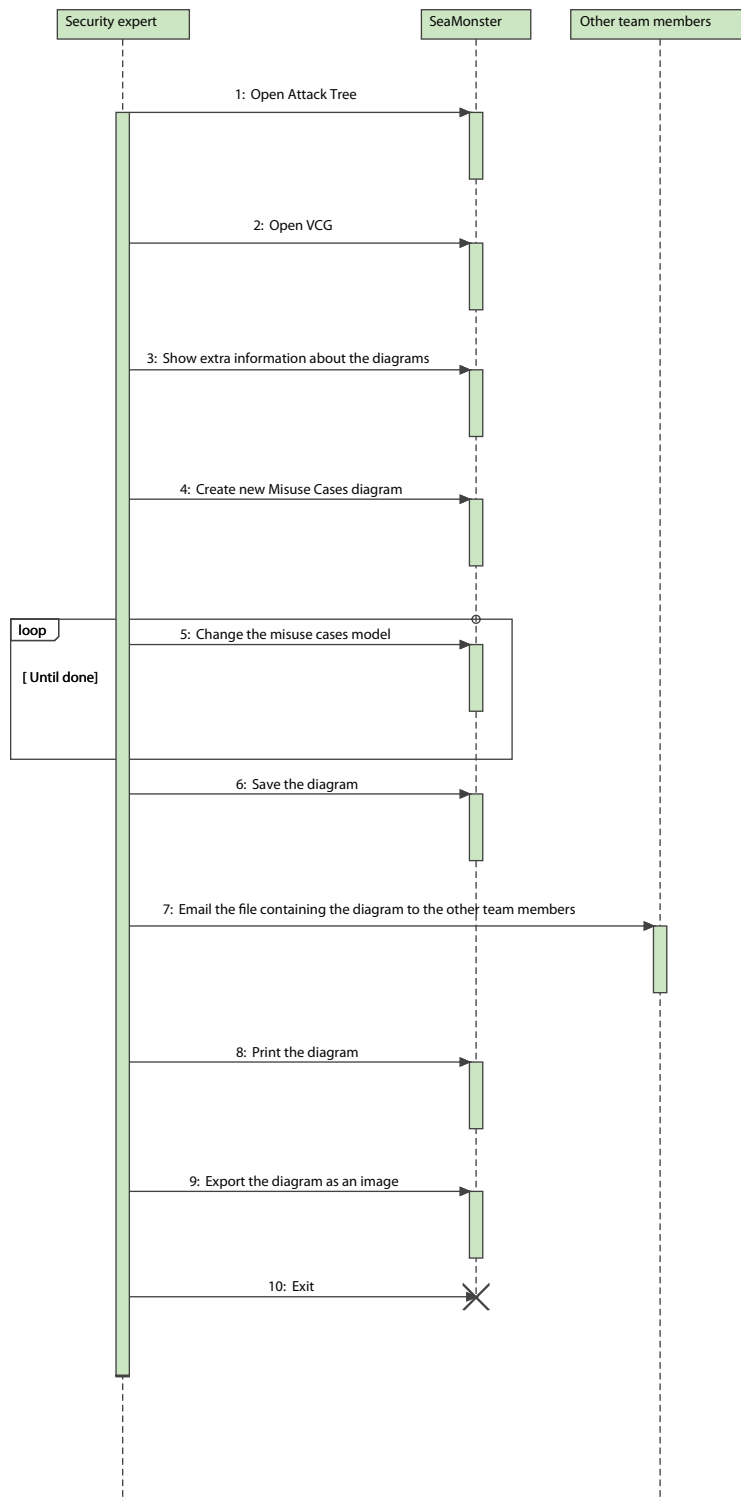 Security expert
SeaMonster
Other team members
1: Open Attack Tree
2: Open VCG
3: Show extra information about the diagrams
4: Create new Misuse Cases diagram
loop
5: Change the misuse cases model
[ Until done]
6: Save the diagram
7: Email the file containing the diagram to the other team members
8: Print the diagram
9: Export the diagram as an image
10: Exit